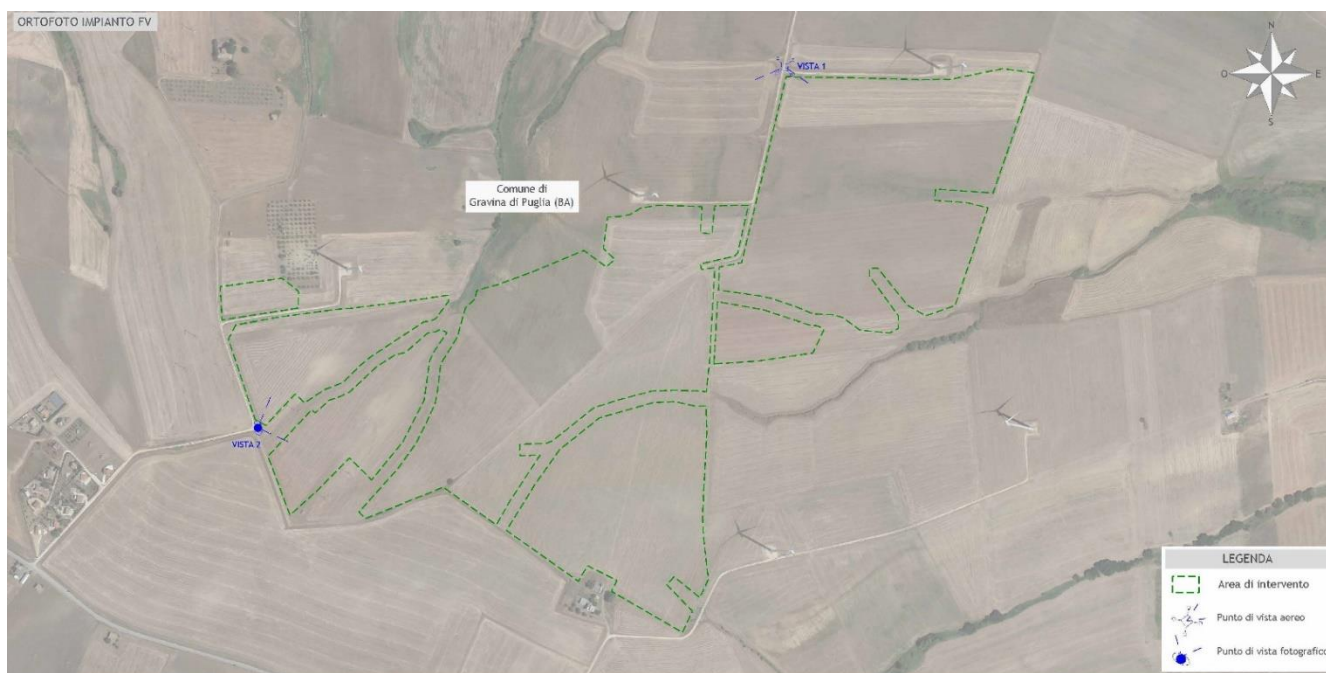 ORTOFOTO IMPIANTO FV
VISTA 1
N
O
E
S
Comune di
Gravina di Puglia (BA)
VISTA 2
LEGENDA
Area di intervento
Punto di vista aereo
Punto di vista fotografico